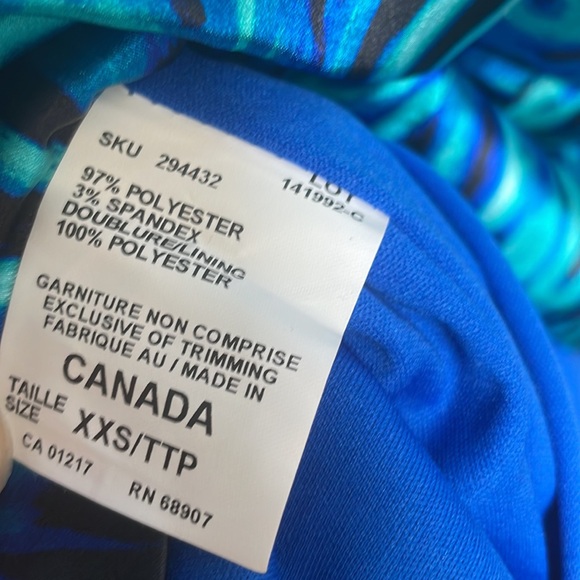 SKU 294432 LOT 141992-C
97% POLYESTER
3% SPANDEX
DOUBLURE/LINING
100% POLYESTER
GARNITURE NON COMPRISE
EXCLUSIVE OF TRIMMING
FABRIQUE AU / MADE IN
CANADA
TAILLE
SIZE XXS/TTP
CA 01217 RN 68907